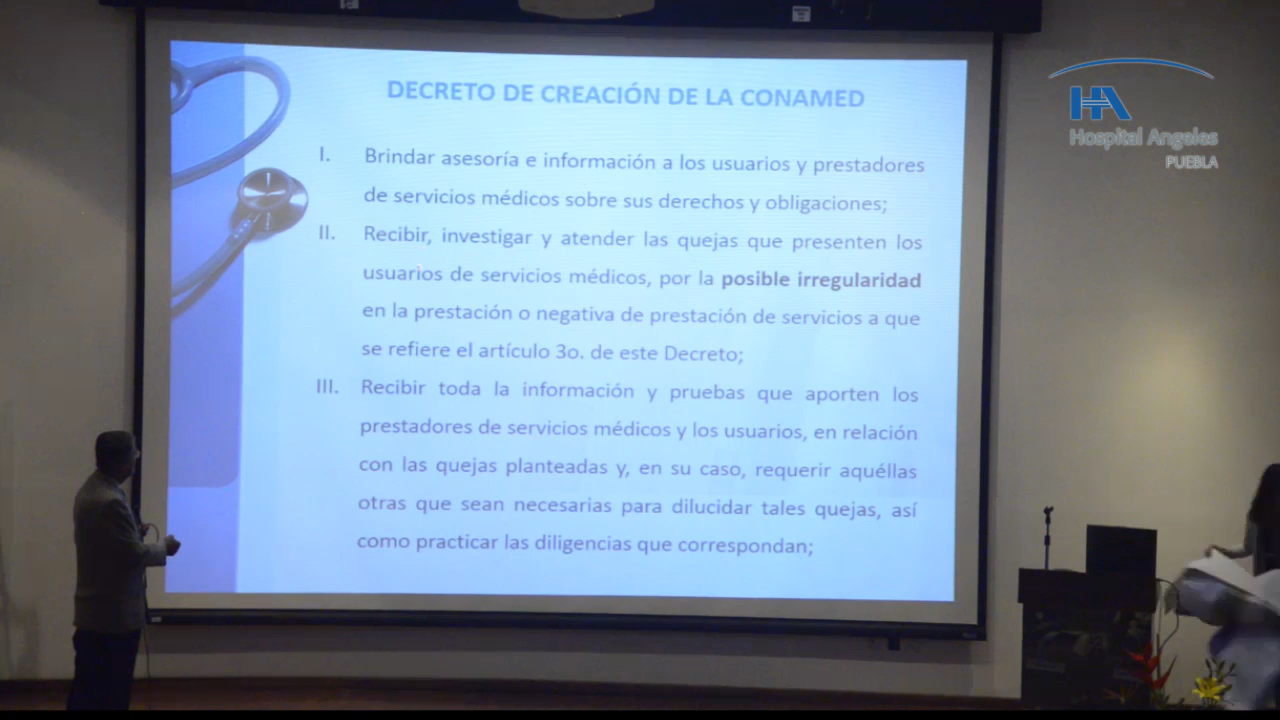 DECRETO DE CREACIÓN DE LA CONAMED
I. Brindar asesoría e información a los usuarios y prestadores
de servicios médicos sobre sus derechos y obligaciones;
II. Recibir, investigar y atender las quejas que presenten los
usuarios de servicios médicos, por la posible irregularidad
en la prestación o negativa de prestación de servicios a que
se refiere el artículo 3o. de este Decreto;
III. Recibir toda la información y pruebas que aporten los
prestadores de servicios médicos y los usuarios, en relación
con las quejas planteadas y, en su caso, requerir aquéllas
otras que sean necesarias para dilucidar tales quejas, así
como practicar las diligencias que correspondan;
HA
Hospital Angeles
PUEBLA